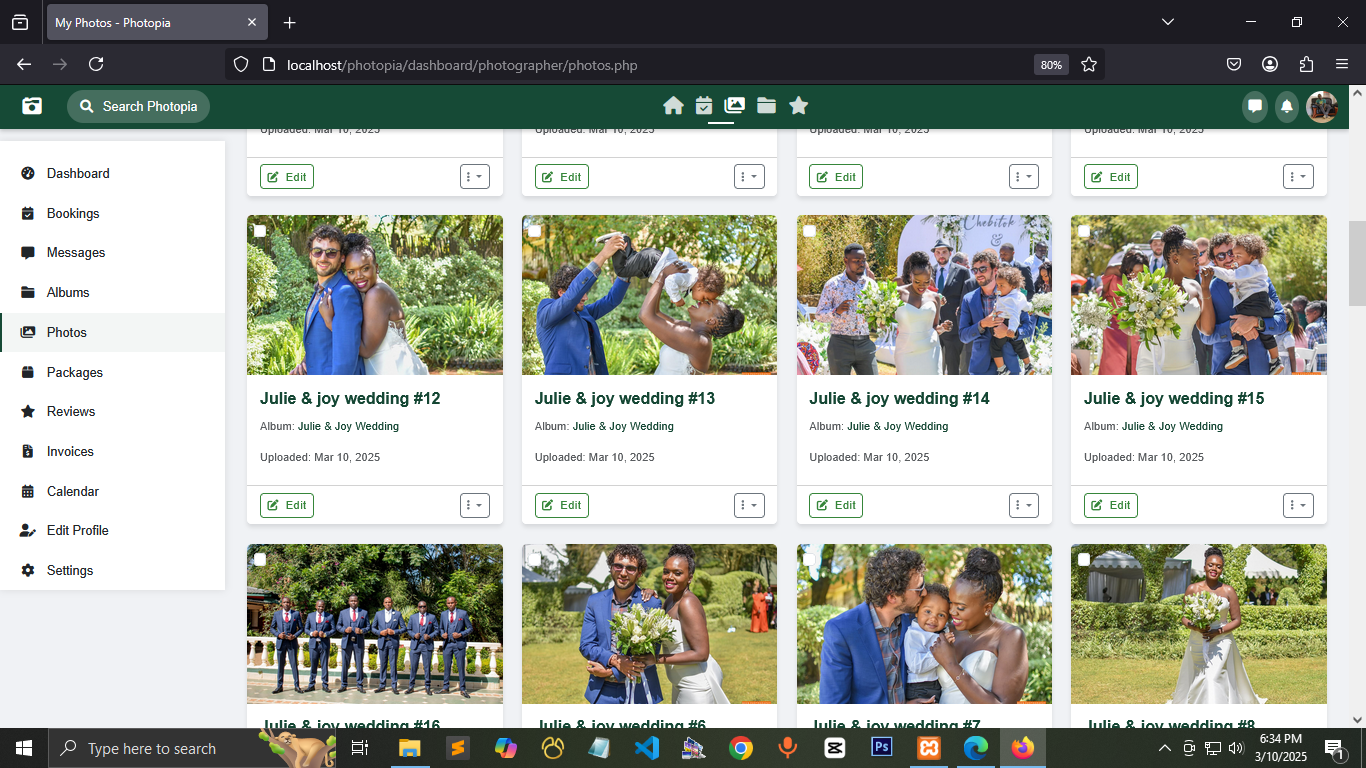 My Photos - Photopia
localhost/photopia/dashboard/photographer/photos.php
80%
Search Photopia
Uploaded: Mar 10, 2025
Uploaded: Mar 10, 2025
Uploaded: Mar 10, 2025
Uploaded: Mar 10, 2025
Edit
Edit
Edit
Edit
Dashboard
Bookings
Messages
Albums
Photos
Packages
Reviews
Invoices
Calendar
Edit Profile
Settings
Chebitok
&
Julie & joy wedding #12
Album: Julie & Joy Wedding
Uploaded: Mar 10, 2025
Edit
Julie & joy wedding #13
Album: Julie & Joy Wedding
Uploaded: Mar 10, 2025
Edit
Julie & joy wedding #14
Album: Julie & Joy Wedding
Uploaded: Mar 10, 2025
Edit
Julie & joy wedding #15
Album: Julie & Joy Wedding
Uploaded: Mar 10, 2025
Edit
Julie & joy wedding #16
Julie & joy wedding #6
Julie & joy wedding #7
Julie & joy wedding #8
Type here to search
Ps
6:34 PM
3/10/2025
1